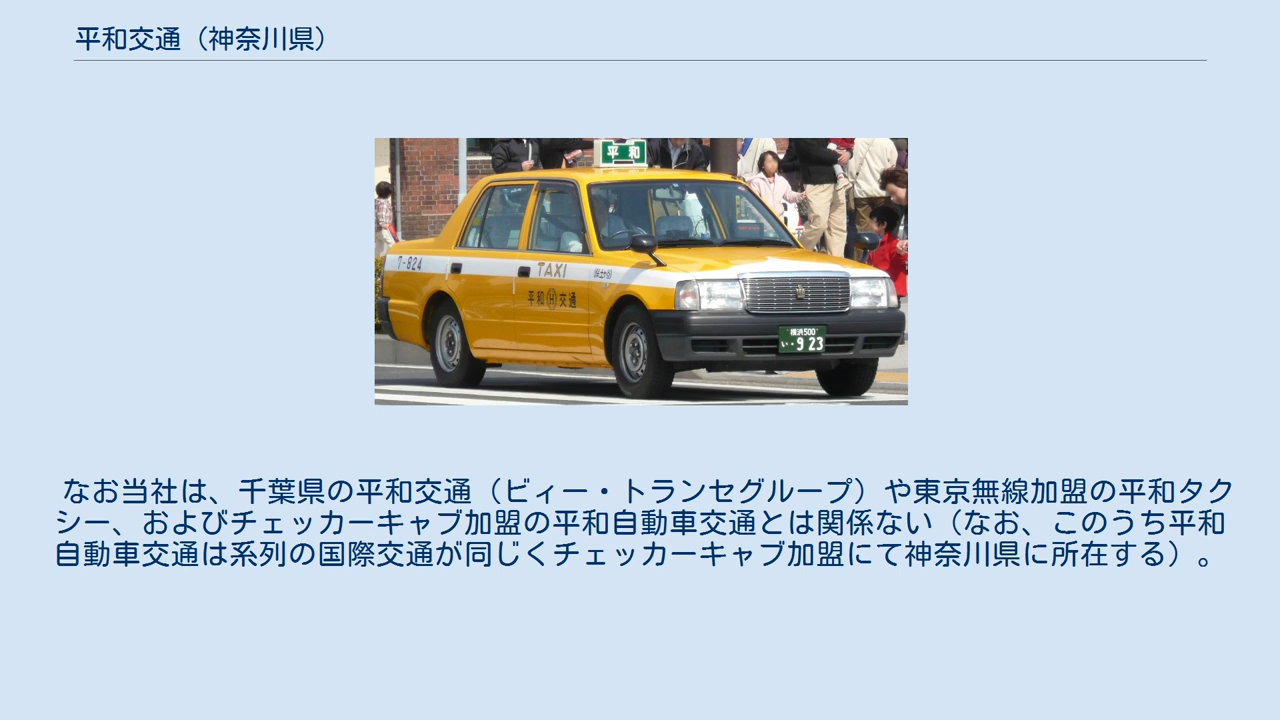 平和交通（神奈川県）
平和
7-824
TAXI
平和 H 交通
横浜500
い・・9 23
なお当社は、千葉県の平和交通（ビィー・トランセグループ）や東京無線加盟の平和タク
シー、およびチェッカーキャブ加盟の平和自動車交通とは関係ない（なお、このうち平和
自動車交通は系列の国際交通が同じくチェッカーキャブ加盟にて神奈川県に所在する）。